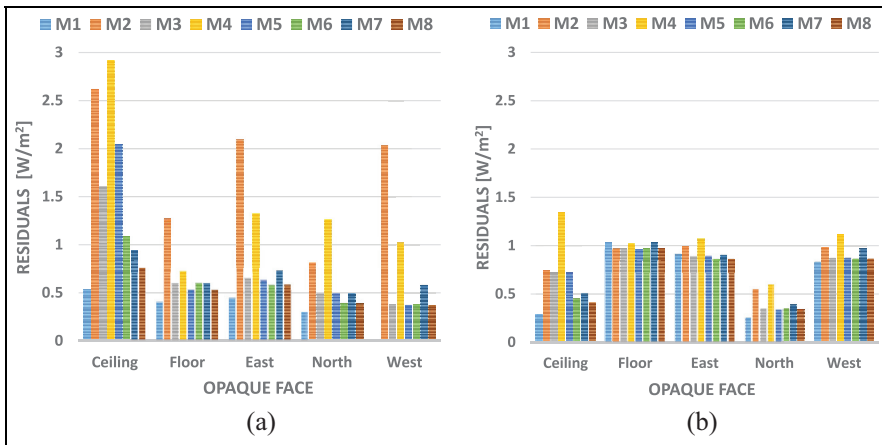 M1 M2 M3 M4 M5 M6 M7 M8
3
2.5
2
1.5
1
0.5
0
RESIDUALS [W/m²]
Ceiling Floor East North West
OPAQUE FACE
(a)
M1 M2 M3 M4 M5 M6 M7 M8
3
2.5
2
1.5
1
0.5
0
RESIDUALS [W/m²]
Ceiling Floor East North West
OPAQUE FACE
(b)